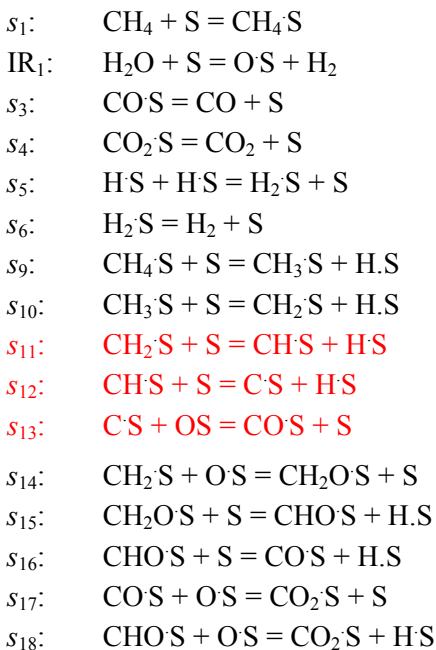 s₁: CH₄ + S = CH₄·S
IR₁: H₂O + S = O·S + H₂
s₃: CO·S = CO + S
s₄: CO₂·S = CO₂ + S
s₅: H·S + H·S = H₂·S + S
s₆: H₂·S = H₂ + S
s₉: CH₄·S + S = CH₃·S + H.S
s₁₀: CH₃·S + S = CH₂·S + H.S
s₁₁: CH₂·S + S = CH·S + H·S
s₁₂: CH·S + S = C·S + H·S
s₁₃: C·S + OS = CO·S + S
s₁₄: CH₂·S + O·S = CH₂O·S + S
s₁₅: CH₂O·S + S = CHO·S + H.S
s₁₆: CHO·S + S = CO·S + H.S
s₁₇: CO·S + O·S = CO₂·S + S
s₁₈: CHO·S + O·S = CO₂·S + H·S